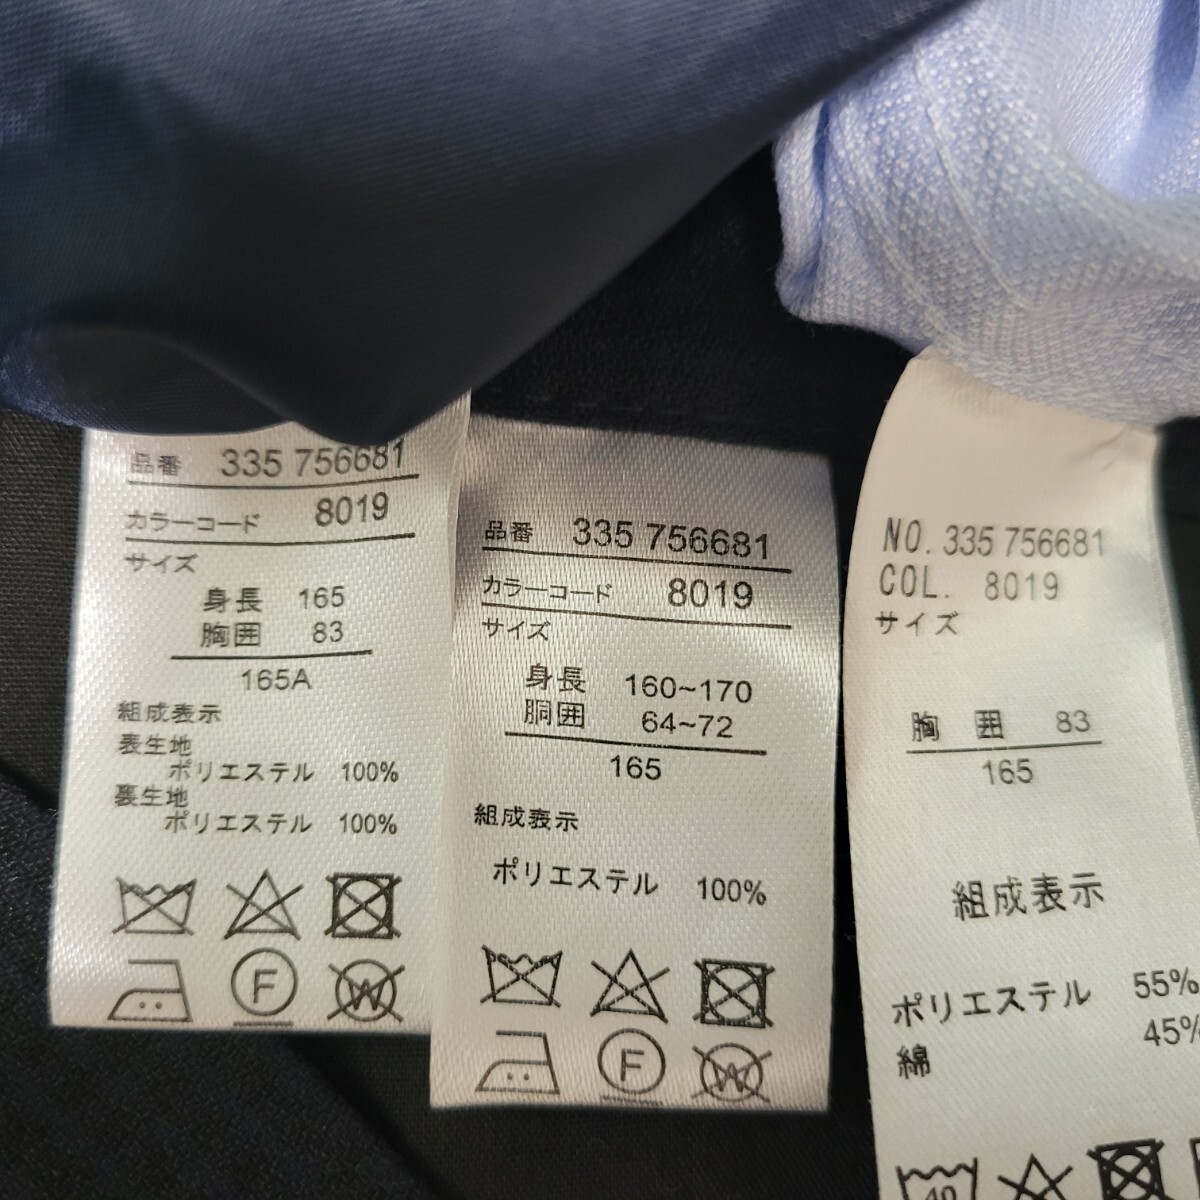 品番 335 756681
カラーコード 8019
サイズ
身長 165
胸囲 83
165A
組成表示
表生地
ポリエステル 100%
裏生地
ポリエステル 100%
F
W
品番 335 756681
カラーコード 8019
サイズ
身長 160~170
胴囲 64~72
165
組成表示
ポリエステル 100%
F
W
NO. 335 756681
COL. 8019
サイズ
胸 囲 83
165
組成表示
ポリエステル 55%
綿 45%
40